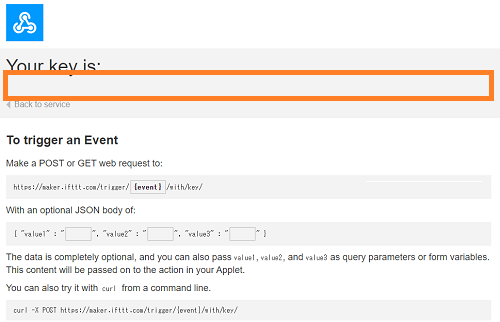 Your key is:
Back to service
To trigger an Event
Make a POST or GET web request to:
https://maker.ifttt.com/trigger/ {event} /with/key/
With an optional JSON body of:
{ "value1" : " ", "value2" : " ", "value3" : " " }
The data is completely optional, and you can also pass value1, value2, and value3 as query parameters or form variables.
This content will be passed on to the action in your Applet.
You can also try it with curl from a command line.
curl -X POST https://maker.ifttt.com/trigger/{event}/with/key/